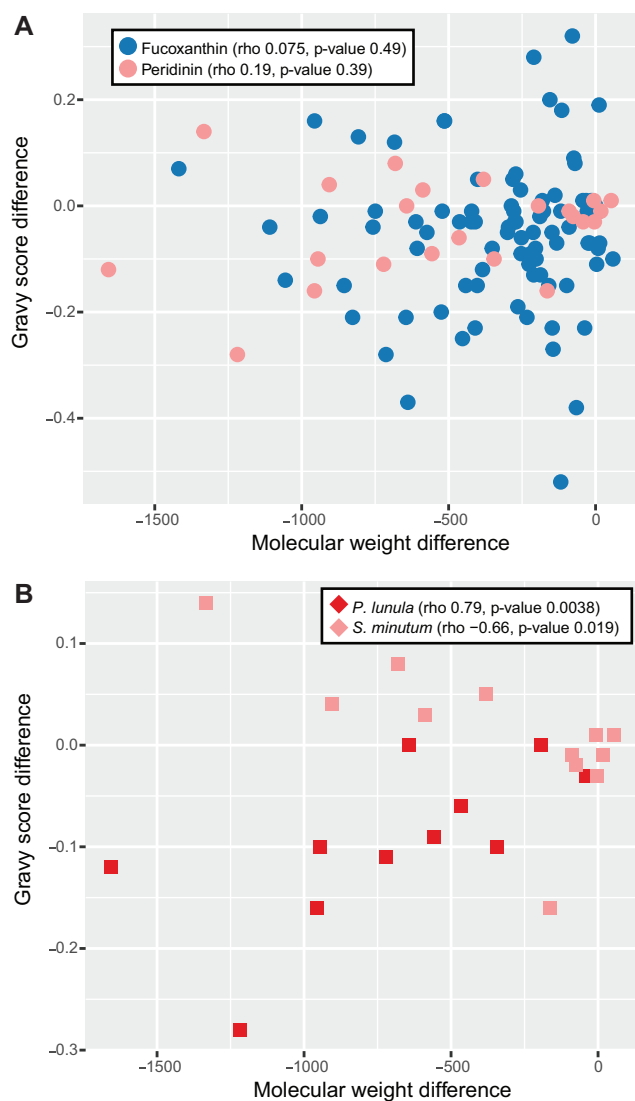 A
Fucoxanthin (rho 0.075, p-value 0.49)
Peridinin (rho 0.19, p-value 0.39)
Gravy score difference
0.2
0.0
−0.2
−0.4
−1500 −1000 −500 0
Molecular weight difference
B
P. lunula (rho 0.79, p-value 0.0038)
S. minutum (rho −0.66, p-value 0.019)
Gravy score difference
0.1
0.0
−0.1
−0.2
−0.3
−1500 −1000 −500 0
Molecular weight difference